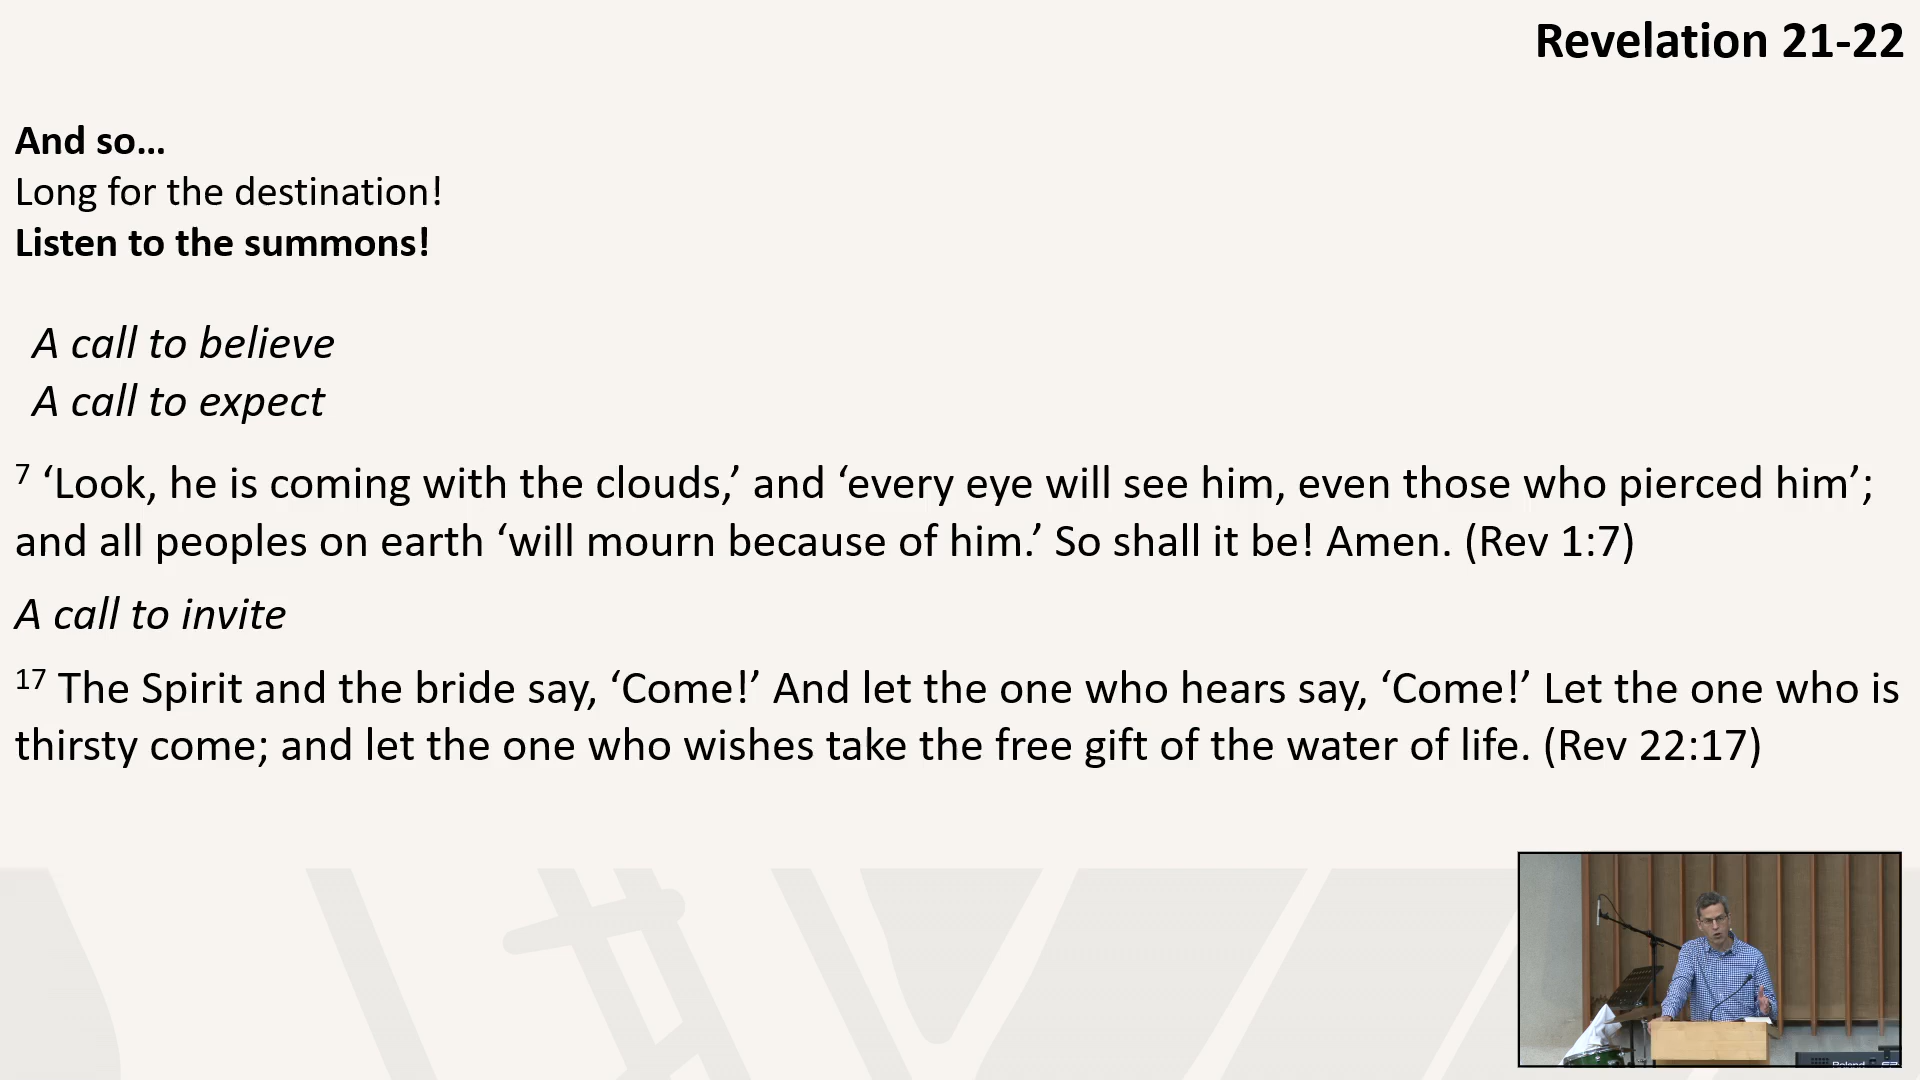 Revelation 21-22
And so…
Long for the destination!
Listen to the summons!
A call to believe
A call to expect
7 ‘Look, he is coming with the clouds,’ and ‘every eye will see him, even those who pierced him’;
and all peoples on earth ‘will mourn because of him.’ So shall it be! Amen. (Rev 1:7)
A call to invite
17 The Spirit and the bride say, ‘Come!’ And let the one who hears say, ‘Come!’ Let the one who is
thirsty come; and let the one who wishes take the free gift of the water of life. (Rev 22:17)
Roland